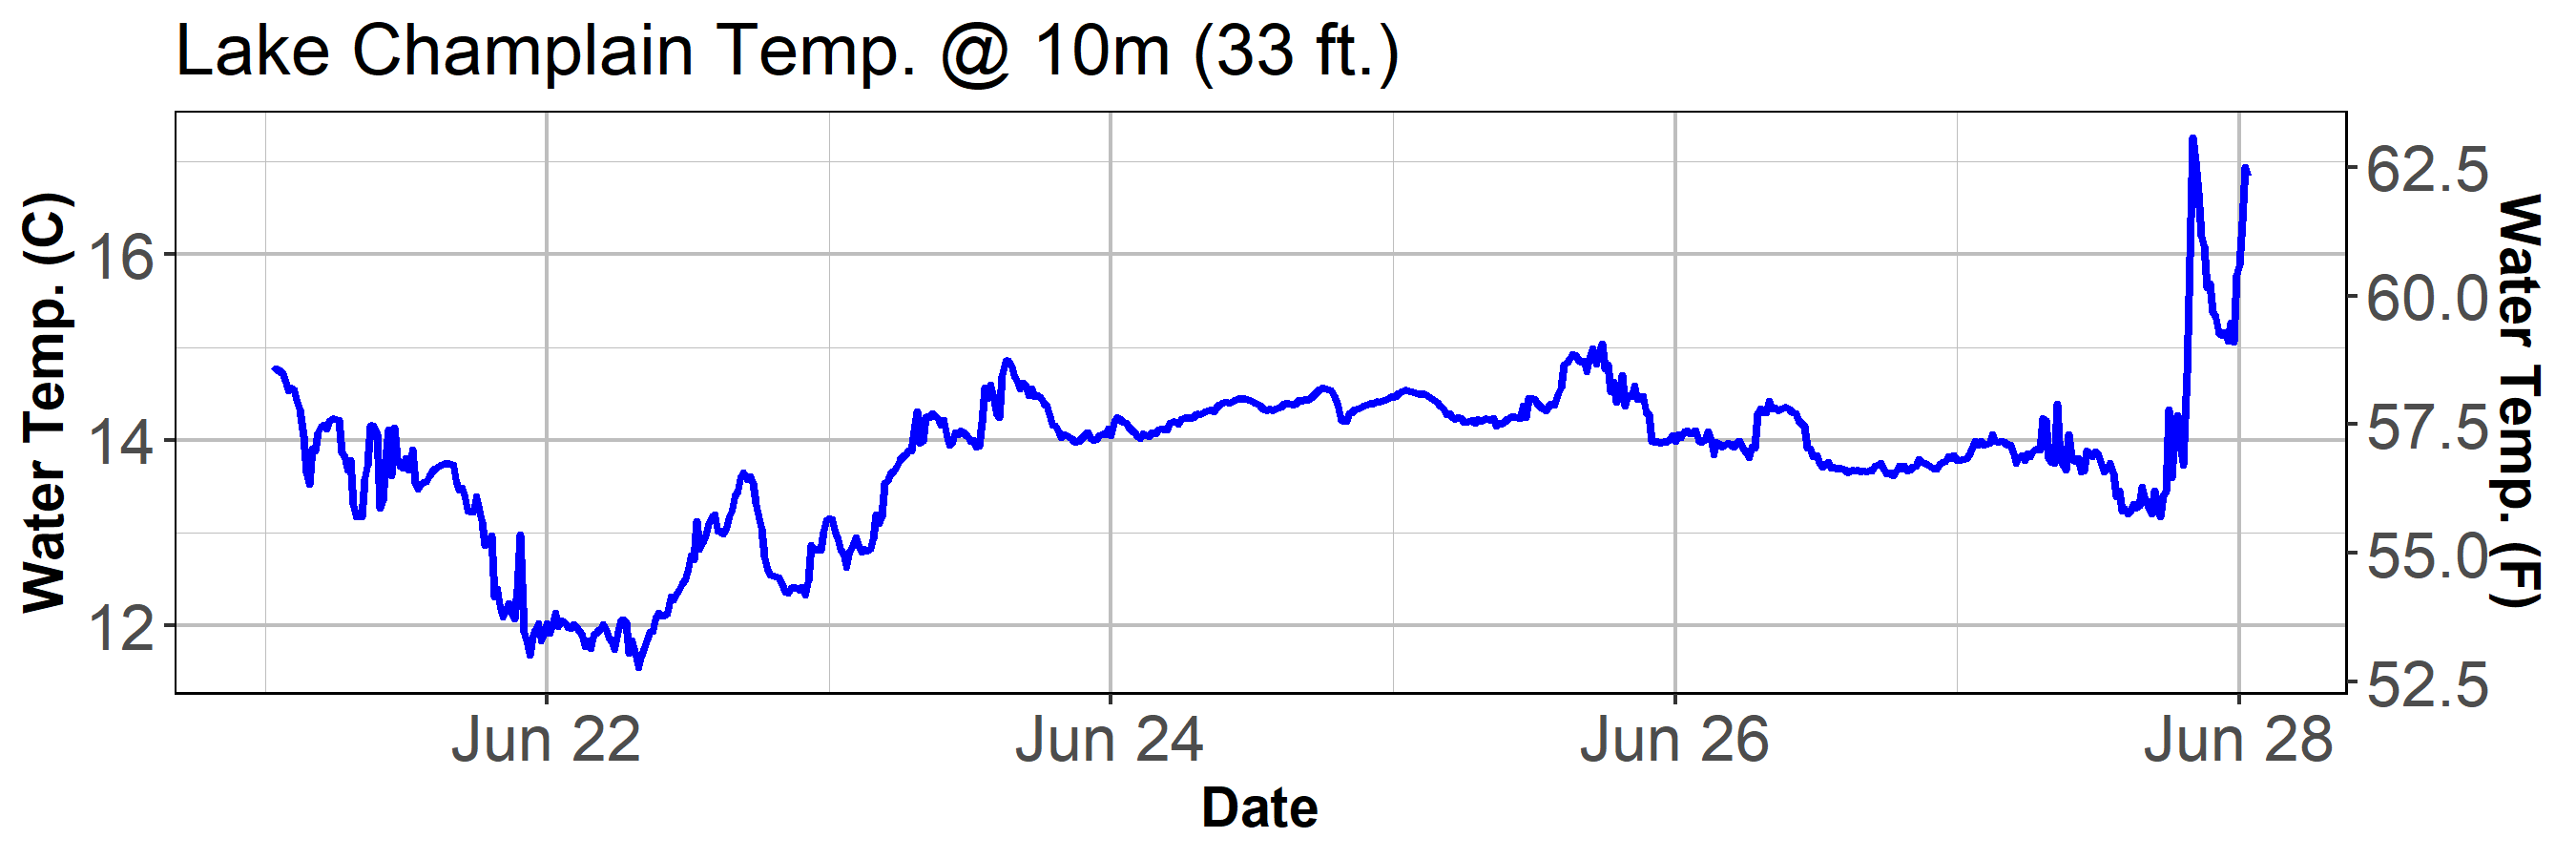 Lake Champlain Temp. @ 10m (33 ft.)
Water Temp. (C)
16
14
12
62.5
60.0
57.5
55.0
52.5
Water Temp. (F)
Jun 22 Jun 24 Jun 26 Jun 28
Date